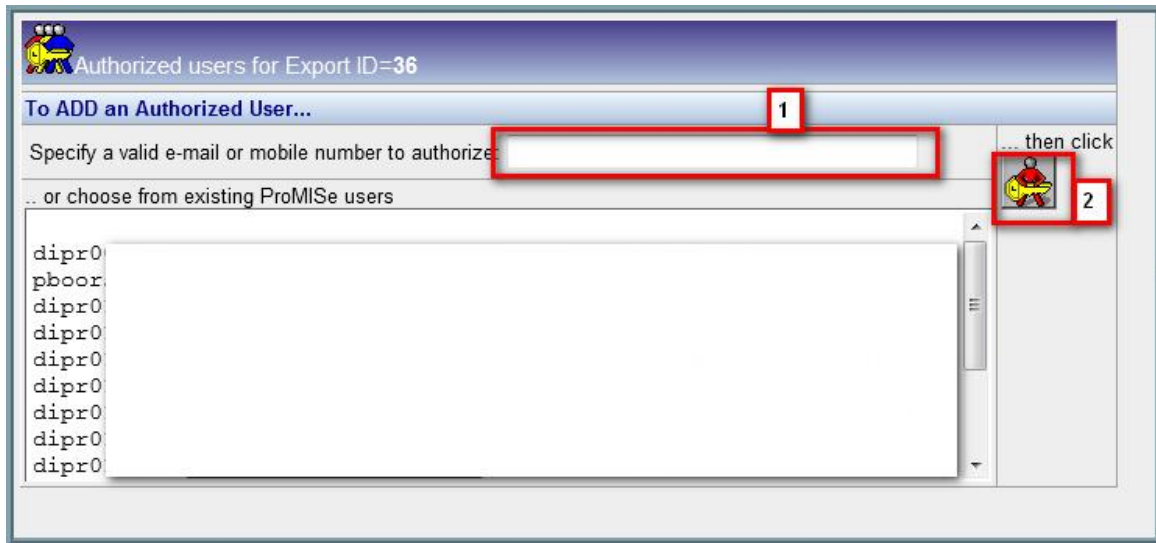 Authorized users for Export ID=36
To ADD an Authorized User...
1
Specify a valid e-mail or mobile number to authorize:
... then click
2
.. or choose from existing ProMISe users
dipr0
pboor
dipr0
dipr0
dipr0
dipr0
dipr0
dipr0
dipr0